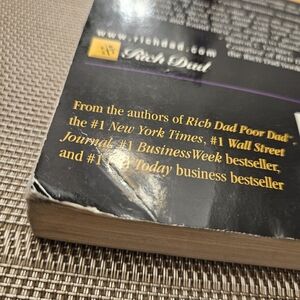 www.richdad.com
Rich Dad
From the authors of Rich Dad Poor Dad™
the #1 New York Times, #1 Wall Street
Journal, #1 BusinessWeek bestseller,
and #1 Today business bestseller